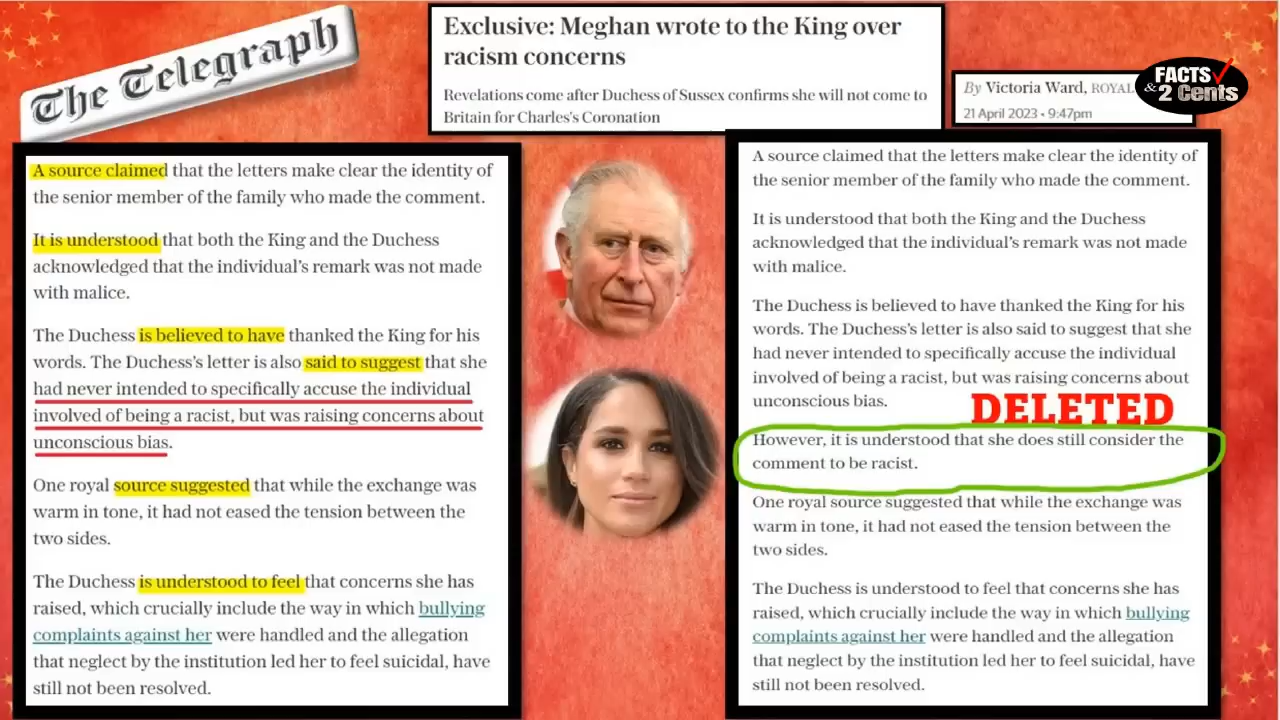 The Telegraph
Exclusive: Meghan wrote to the King over
racism concerns
Revelations come after Duchess of Sussex confirms she will not come to
Britain for Charles's Coronation
By Victoria Ward, ROYAL
21 April 2023 • 9:47pm
FACTS
& 2 Cents
A source claimed that the letters make clear the identity of
the senior member of the family who made the comment.
It is understood that both the King and the Duchess
acknowledged that the individual's remark was not made
with malice.
The Duchess is believed to have thanked the King for his
words. The Duchess's letter is also said to suggest that she
had never intended to specifically accuse the individual
involved of being a racist, but was raising concerns about
unconscious bias.
One royal source suggested that while the exchange was
warm in tone, it had not eased the tension between the
two sides.
The Duchess is understood to feel that concerns she has
raised, which crucially include the way in which bullying
complaints against her were handled and the allegation
that neglect by the institution led her to feel suicidal, have
still not been resolved.
A source claimed that the letters make clear the identity of
the senior member of the family who made the comment.
It is understood that both the King and the Duchess
acknowledged that the individual's remark was not made
with malice.
The Duchess is believed to have thanked the King for his
words. The Duchess's letter is also said to suggest that she
had never intended to specifically accuse the individual
involved of being a racist, but was raising concerns about
unconscious bias.
DELETED
However, it is understood that she does still consider the
comment to be racist.
One royal source suggested that while the exchange was
warm in tone, it had not eased the tension between the
two sides.
The Duchess is understood to feel that concerns she has
raised, which crucially include the way in which bullying
complaints against her were handled and the allegation
that neglect by the institution led her to feel suicidal, have
still not been resolved.